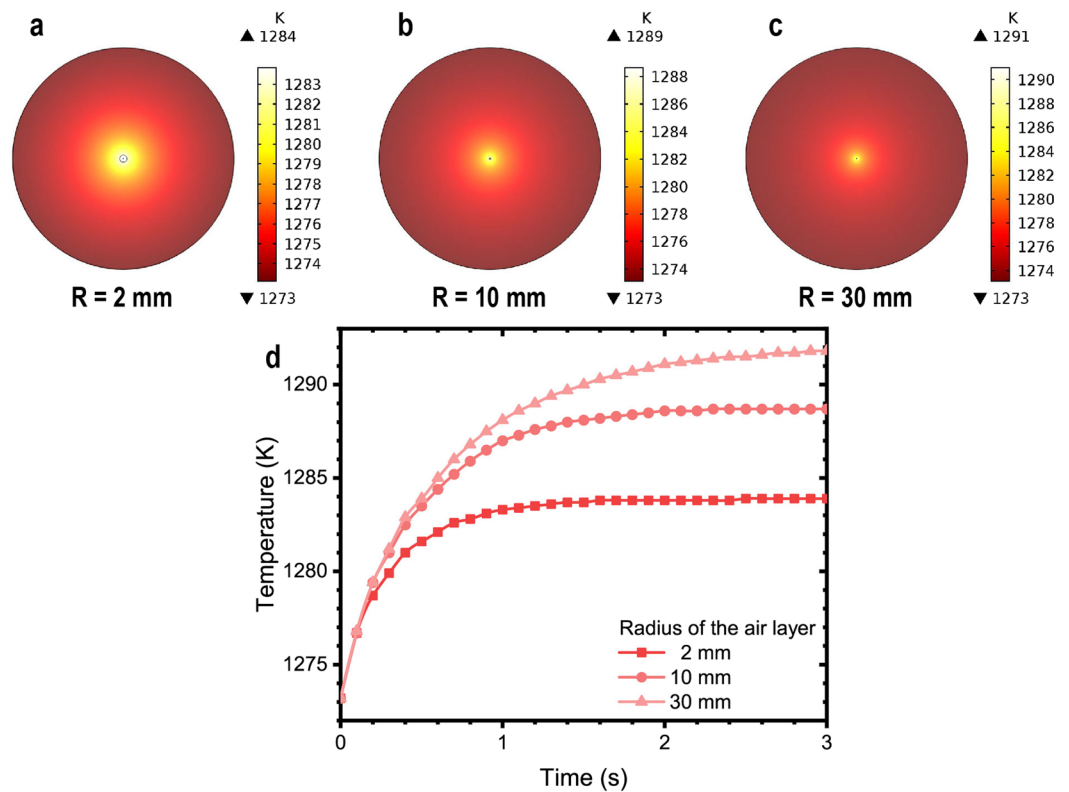 a
K
▲ 1284
1283
1282
1281
1280
1279
1278
1277
1276
1275
1274
▼ 1273
R = 2 mm
b
K
▲ 1289
1288
1286
1284
1282
1280
1278
1276
1274
▼ 1273
R = 10 mm
c
K
▲ 1291
1290
1288
1286
1284
1282
1280
1278
1276
1274
▼ 1273
R = 30 mm
d
Temperature (K)
1290
1285
1280
1275
Radius of the air layer
2 mm
10 mm
30 mm
0 1 2 3
Time (s)